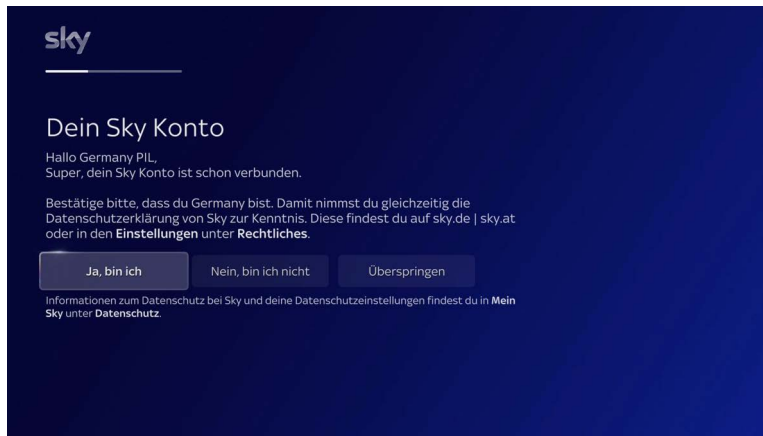 sky
Dein Sky Konto
Hallo Germany PIL,
Super, dein Sky Konto ist schon verbunden.
Bestätige bitte, dass du Germany bist. Damit nimmst du gleichzeitig die
Datenschutzerklärung von Sky zur Kenntnis. Diese findest du auf sky.de | sky.at
oder in den Einstellungen unter Rechtliches.
Ja, bin ich
Nein, bin ich nicht
Überspringen
Informationen zum Datenschutz bei Sky und deine Datenschutzeinstellungen findest du in Mein
Sky unter Datenschutz.